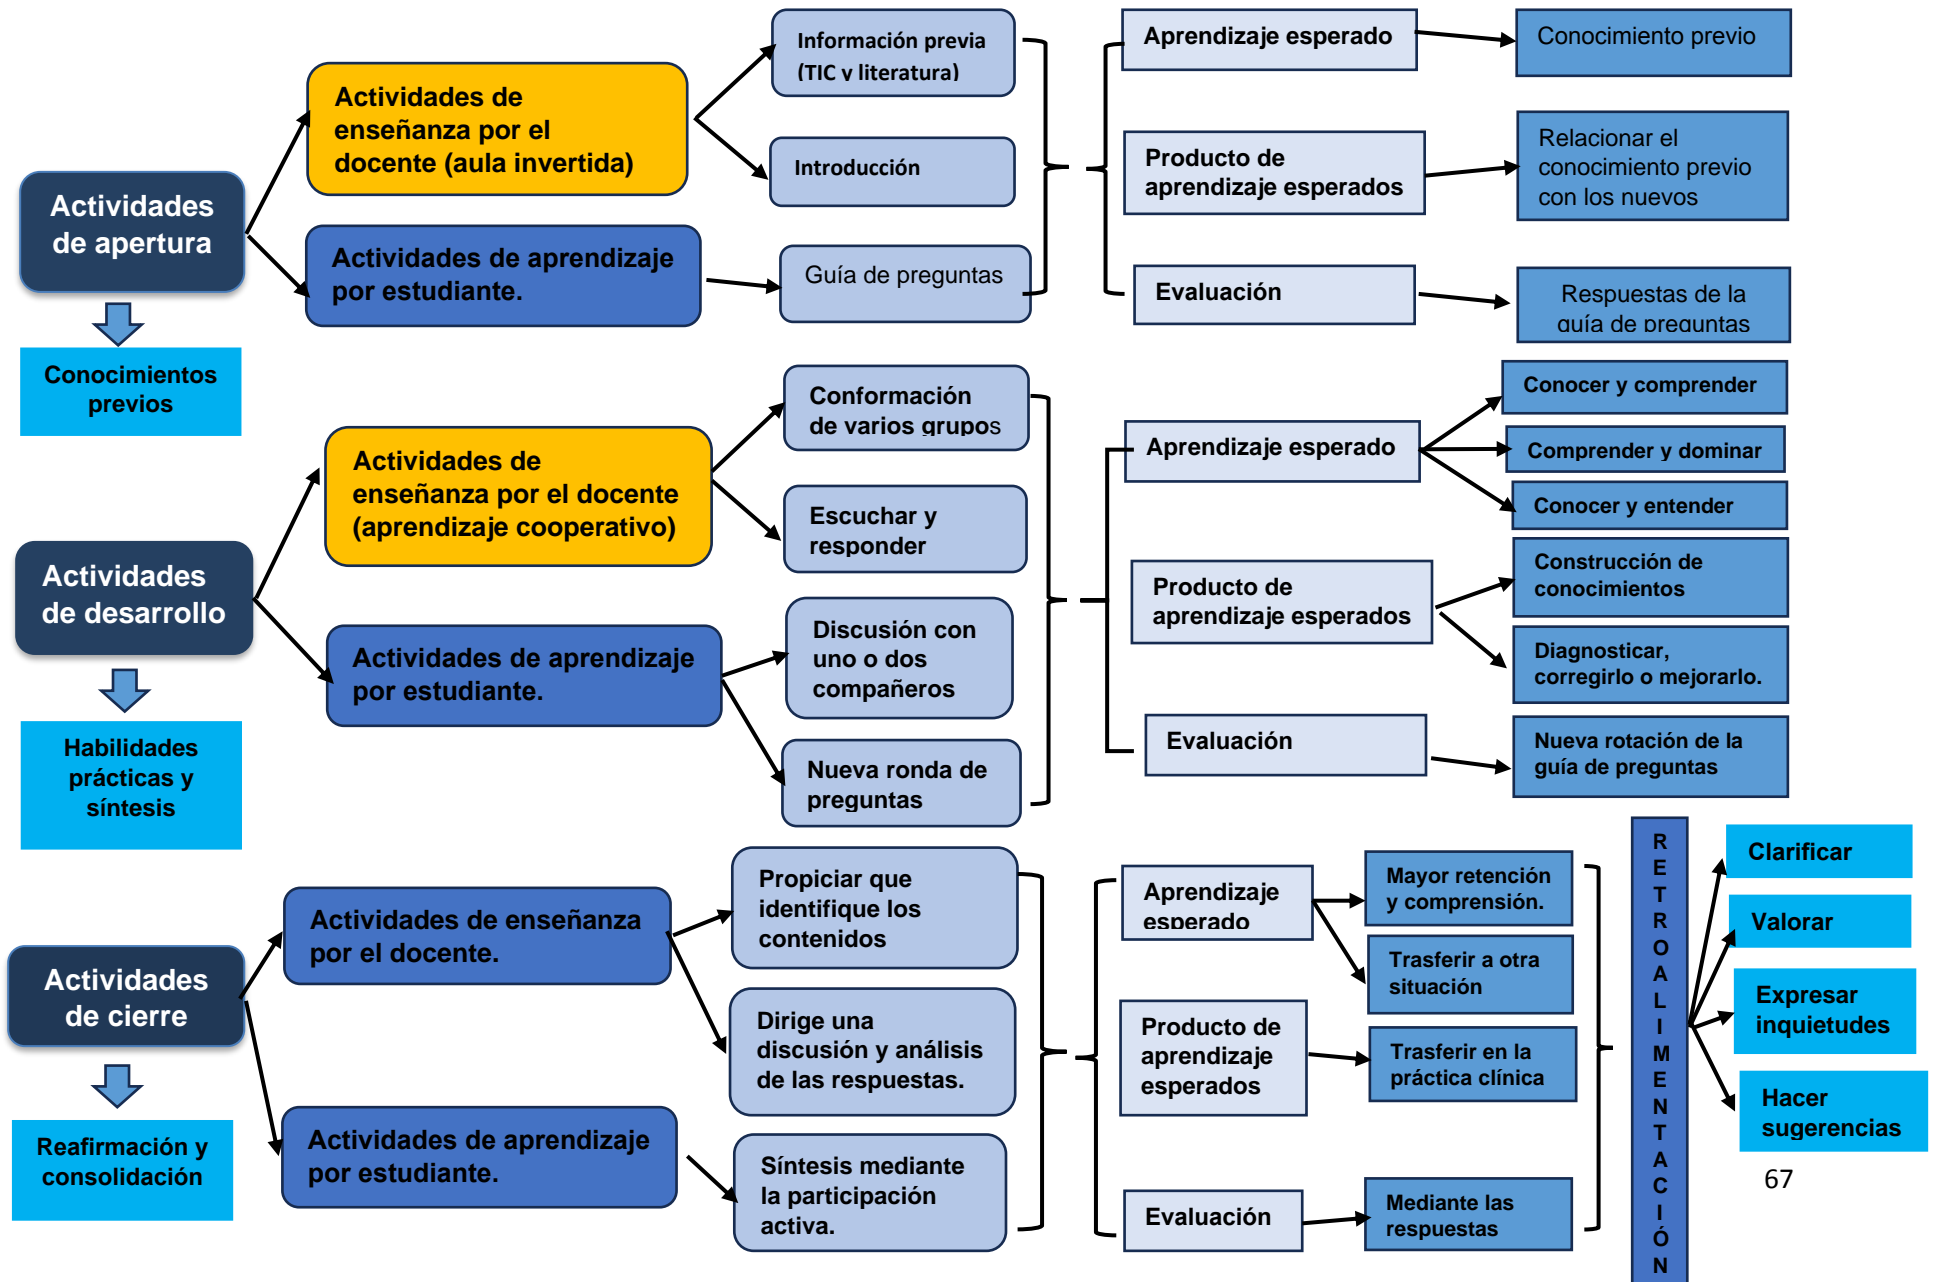 Actividades
de apertura
Conocimientos
previos
Actividades de
enseñanza por el
docente (aula invertida)
Actividades de aprendizaje
por estudiante.
Información previa
(TIC y literatura)
Introducción
Guía de preguntas
Aprendizaje esperado
Conocimiento previo
Producto de
aprendizaje esperados
Relacionar el
conocimiento previo
con los nuevos
Evaluación
Respuestas de la
guía de preguntas
Actividades
de desarrollo
Habilidades
prácticas y
síntesis
Actividades de
enseñanza por el docente
(aprendizaje cooperativo)
Actividades de aprendizaje
por estudiante.
Conformación
de varios grupos
Escuchar y
responder
Discusión con
uno o dos
compañeros
Nueva ronda de
preguntas
Aprendizaje esperado
Conocer y comprender
Comprender y dominar
Conocer y entender
Producto de
aprendizaje esperados
Construcción de
conocimientos
Diagnosticar,
corregirlo o mejorarlo.
Evaluación
Nueva rotación de la
guía de preguntas
Actividades
de cierre
Reafirmación y
consolidación
Actividades de enseñanza
por el docente.
Actividades de aprendizaje
por estudiante.
Propiciar que
identifique los
contenidos
Dirige una
discusión y análisis
de las respuestas.
Síntesis mediante
la participación
activa.
Aprendizaje
esperado
Mayor retención
y comprensión.
Trasferir a otra
situación
Producto de
aprendizaje
esperados
Trasferir en la
práctica clínica
Evaluación
Mediante las
respuestas
RETROALIMENTACIÓN
Clarificar
Valorar
Expresar
inquietudes
Hacer
sugerencias
67